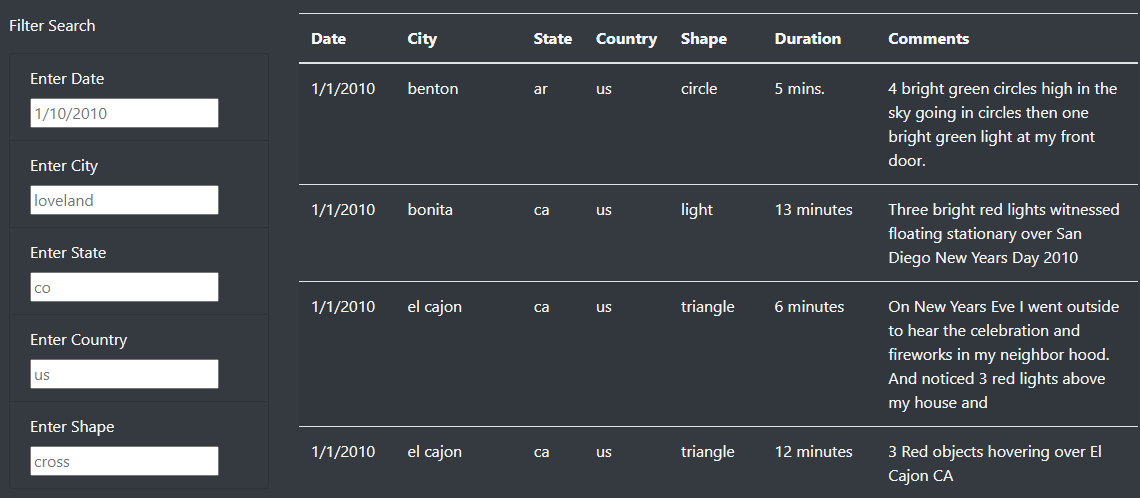 Filter Search
Enter Date
1/10/2010
Enter City
loveland
Enter State
co
Enter Country
us
Enter Shape
cross
Date City State Country Shape Duration Comments
1/1/2010 benton ar us circle 5 mins. 4 bright green circles high in the
sky going in circles then one
bright green light at my front
door.
1/1/2010 bonita ca us light 13 minutes Three bright red lights witnessed
floating stationary over San
Diego New Years Day 2010
1/1/2010 el cajon ca us triangle 6 minutes On New Years Eve I went outside
to hear the celebration and
fireworks in my neighbor hood.
And noticed 3 red lights above
my house and
1/1/2010 el cajon ca us triangle 12 minutes 3 Red objects hovering over El
Cajon CA